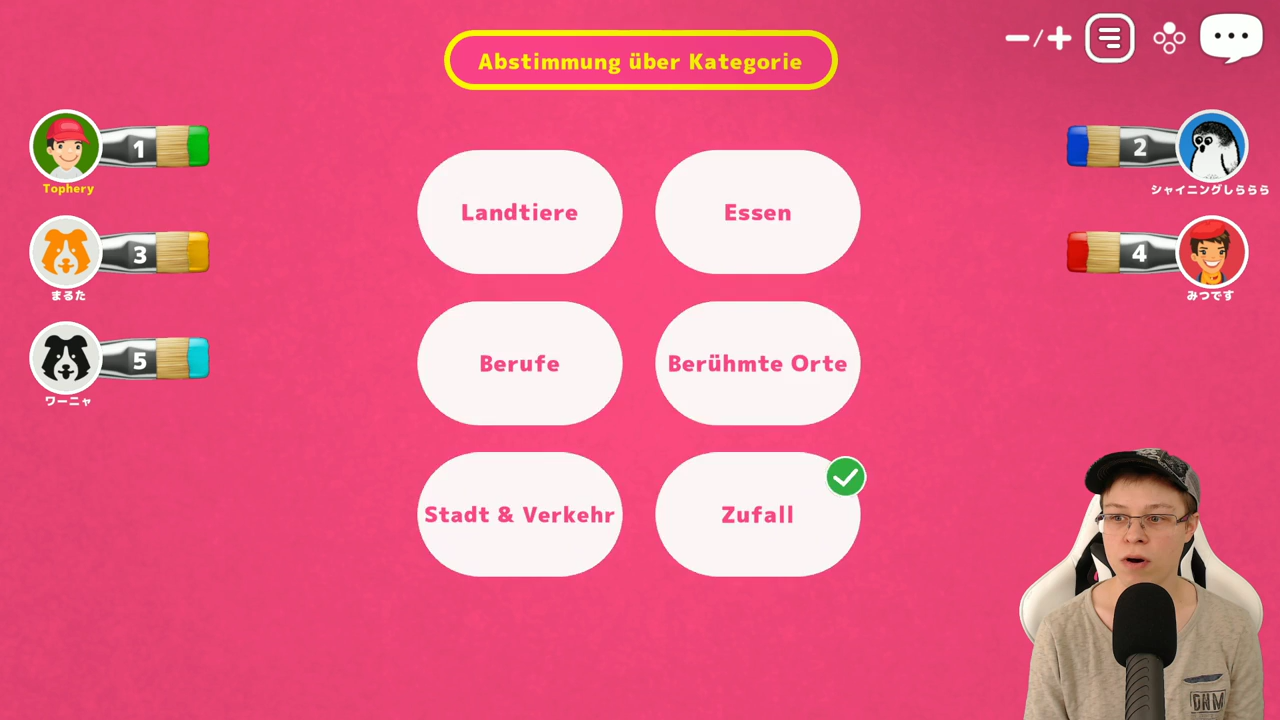 Abstimmung über Kategorie
-/+
1
Tophery
2
シャイニングしららら
3
まるた
4
みつです
5
ワーニャ
Landtiere
Essen
Berufe
Berühmte Orte
Stadt & Verkehr
Zufall
DNM